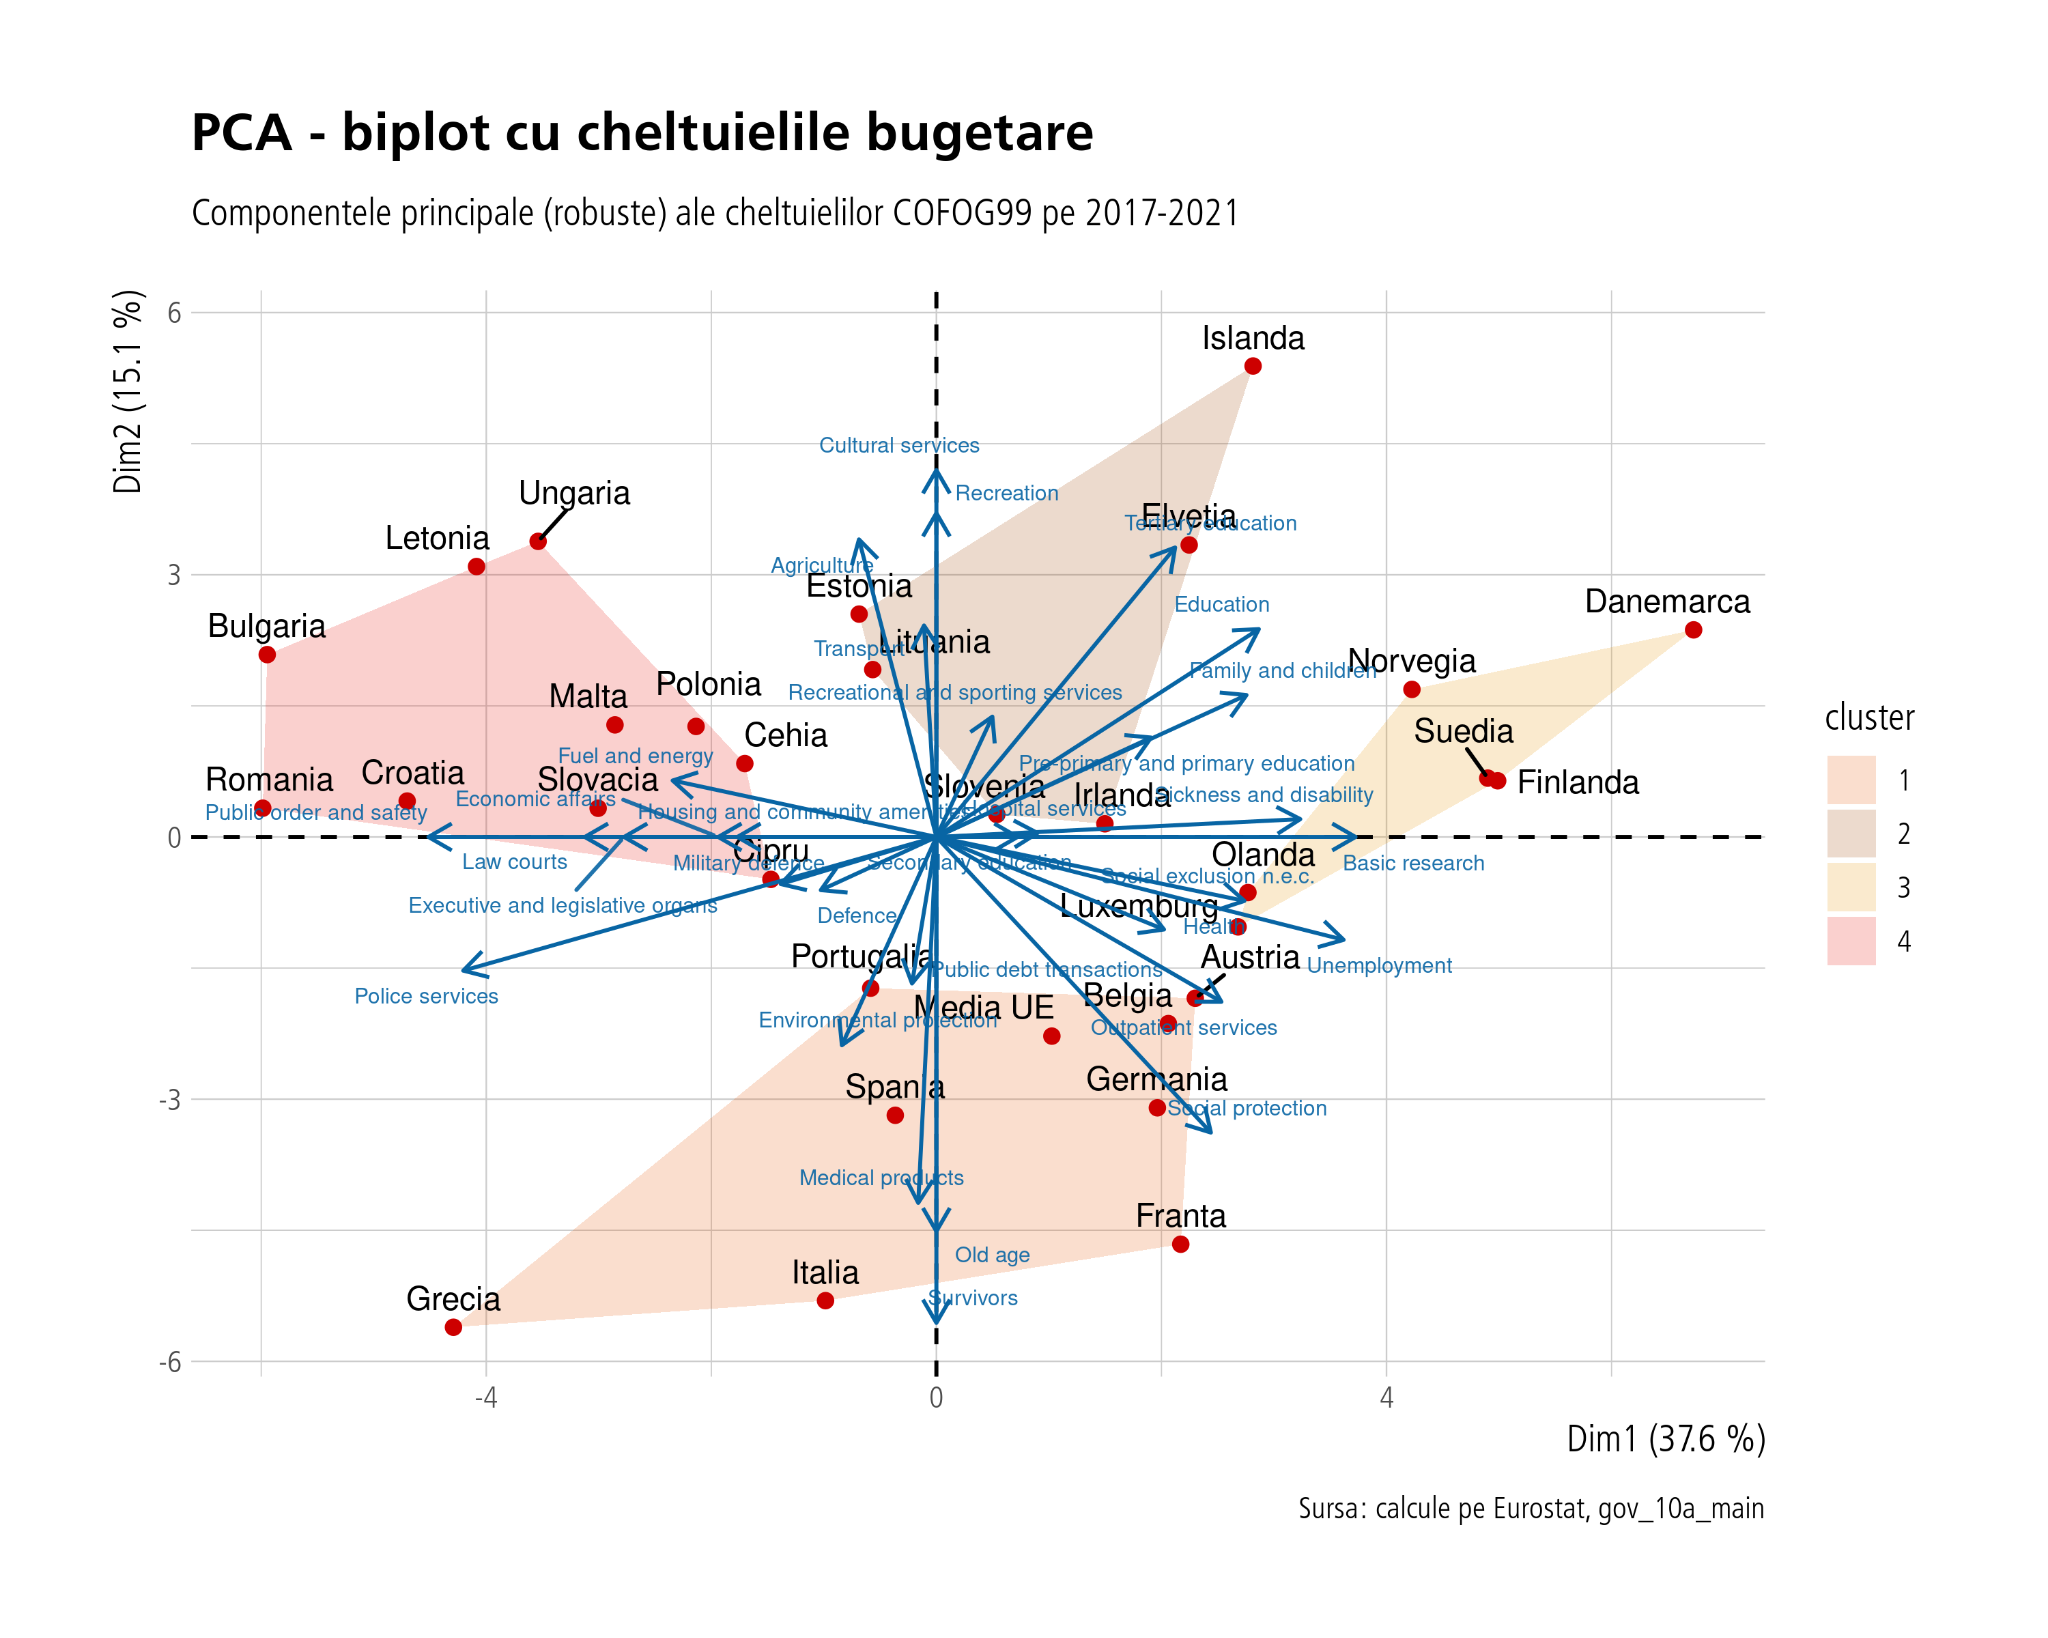 PCA - biplot cu cheltuielile bugetare
Componentele principale (robuste) ale cheltuielilor COFOG99 pe 2017-2021
Dim2 (15.1 %)
6
3
0
-3
-6
Islanda
Cultural services
Ungaria
Recreation
Elvetia
Tertiary education
Letonia
Agriculture
Estonia
Education
Danemarca
Bulgaria
Lituania
Transport
Norvegia
Family and children
Polonia
Malta
Recreational and sporting services
Suedia
Cehia
Fuel and energy
Pre-primary and primary education
Romania
Croatia
Slovacia
Slovenia
Irlanda
Finlanda
Economic affairs
Sickness and disability
Public order and safety
Housing and community amenities
Hospital services
Cipru
Olanda
Law courts
Military defence
Secondary education
Basic research
Social exclusion n.e.c.
Executive and legislative organs
Luxemburg
Defence
Health
Portugalia
Austria
Public debt transactions
Unemployment
Police services
Belgia
Media UE
Environmental protection
Outpatient services
Spania
Germania
Social protection
Medical products
Franta
Old age
Italia
Grecia
Survivors
-4
0
4
Dim1 (37.6 %)
cluster
1
2
3
4
Sursa: calcule pe Eurostat, gov_10a_main